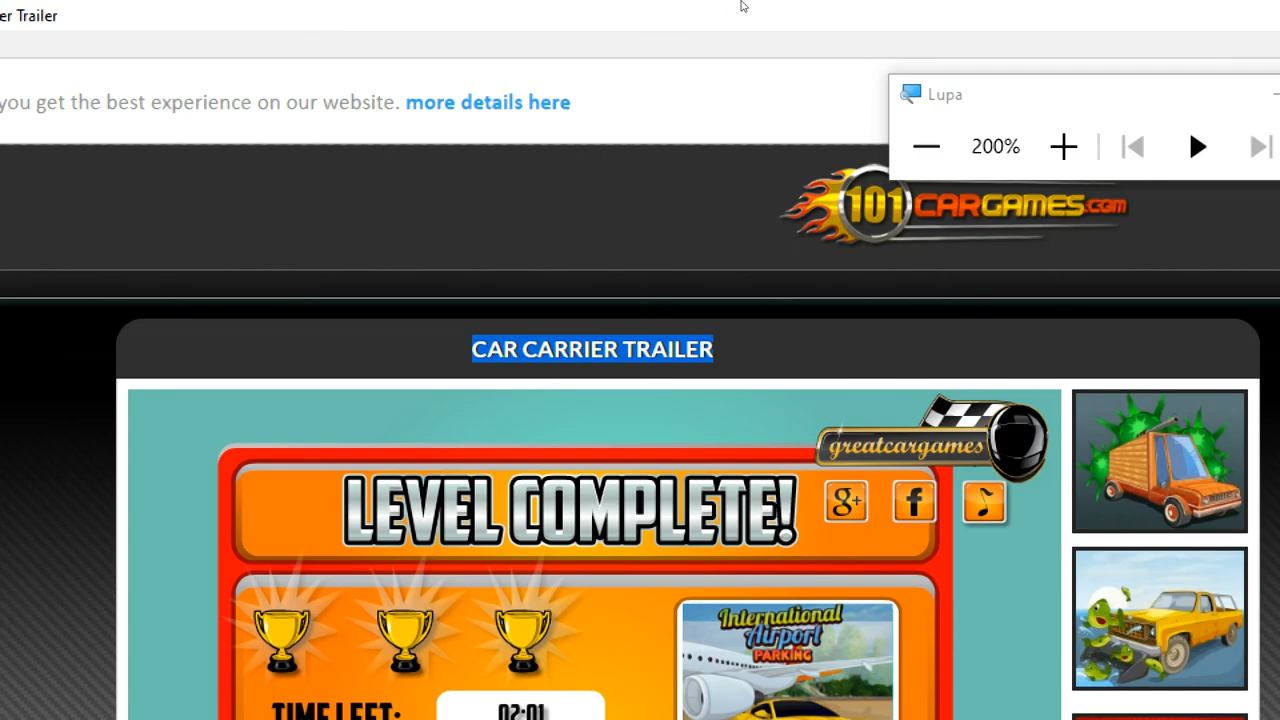 er Trailer
you get the best experience on our website. more details here
Lupa
200%
101CARGAMES.COM
CAR CARRIER TRAILER
greatcargames
LEVEL COMPLETE!
g+ f
International
Airport
PARKING
TIME LEFT: 02:01